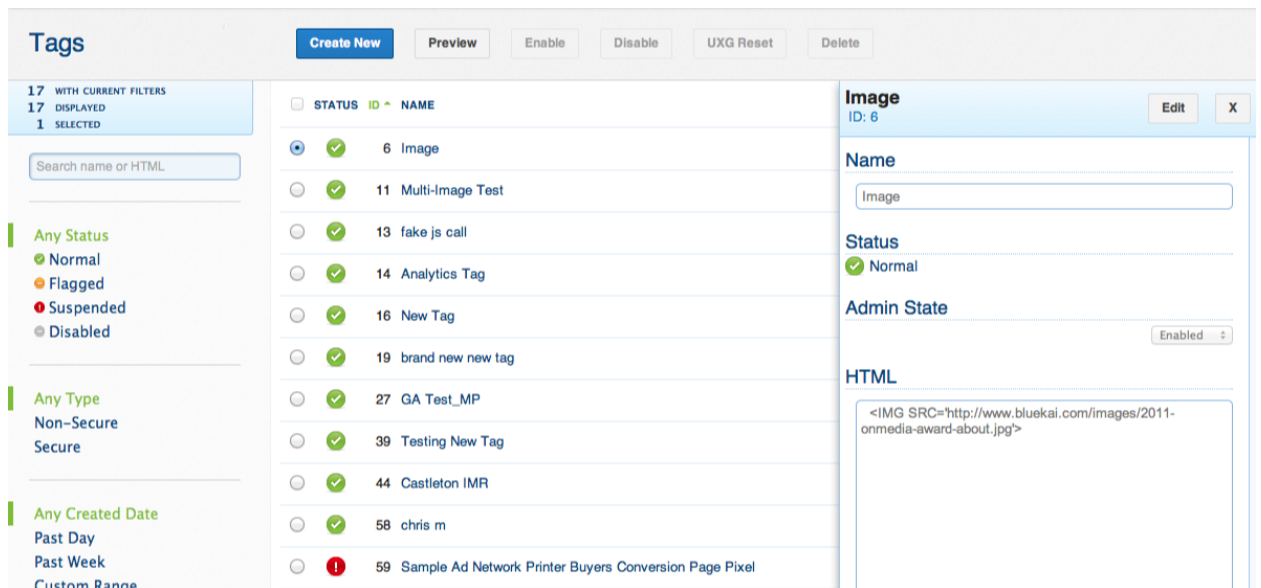 Tags
Create New
Preview
Enable
Disable
UXG Reset
Delete
17 WITH CURRENT FILTERS
17 DISPLAYED
1 SELECTED
Search name or HTML
Any Status
Normal
Flagged
Suspended
Disabled
Any Type
Non-Secure
Secure
Any Created Date
Past Day
Past Week
Custom Range
STATUS ID NAME
6 Image
11 Multi-Image Test
13 fake js call
14 Analytics Tag
16 New Tag
19 brand new new tag
27 GA Test_MP
39 Testing New Tag
44 Castleton IMR
58 chris m
59 Sample Ad Network Printer Buyers Conversion Page Pixel
Image
ID: 6
Edit
X
Name
Image
Status
Normal
Admin State
Enabled
HTML
<IMG SRC='http://www.bluekai.com/images/2011-
onmedia-award-about.jpg'>